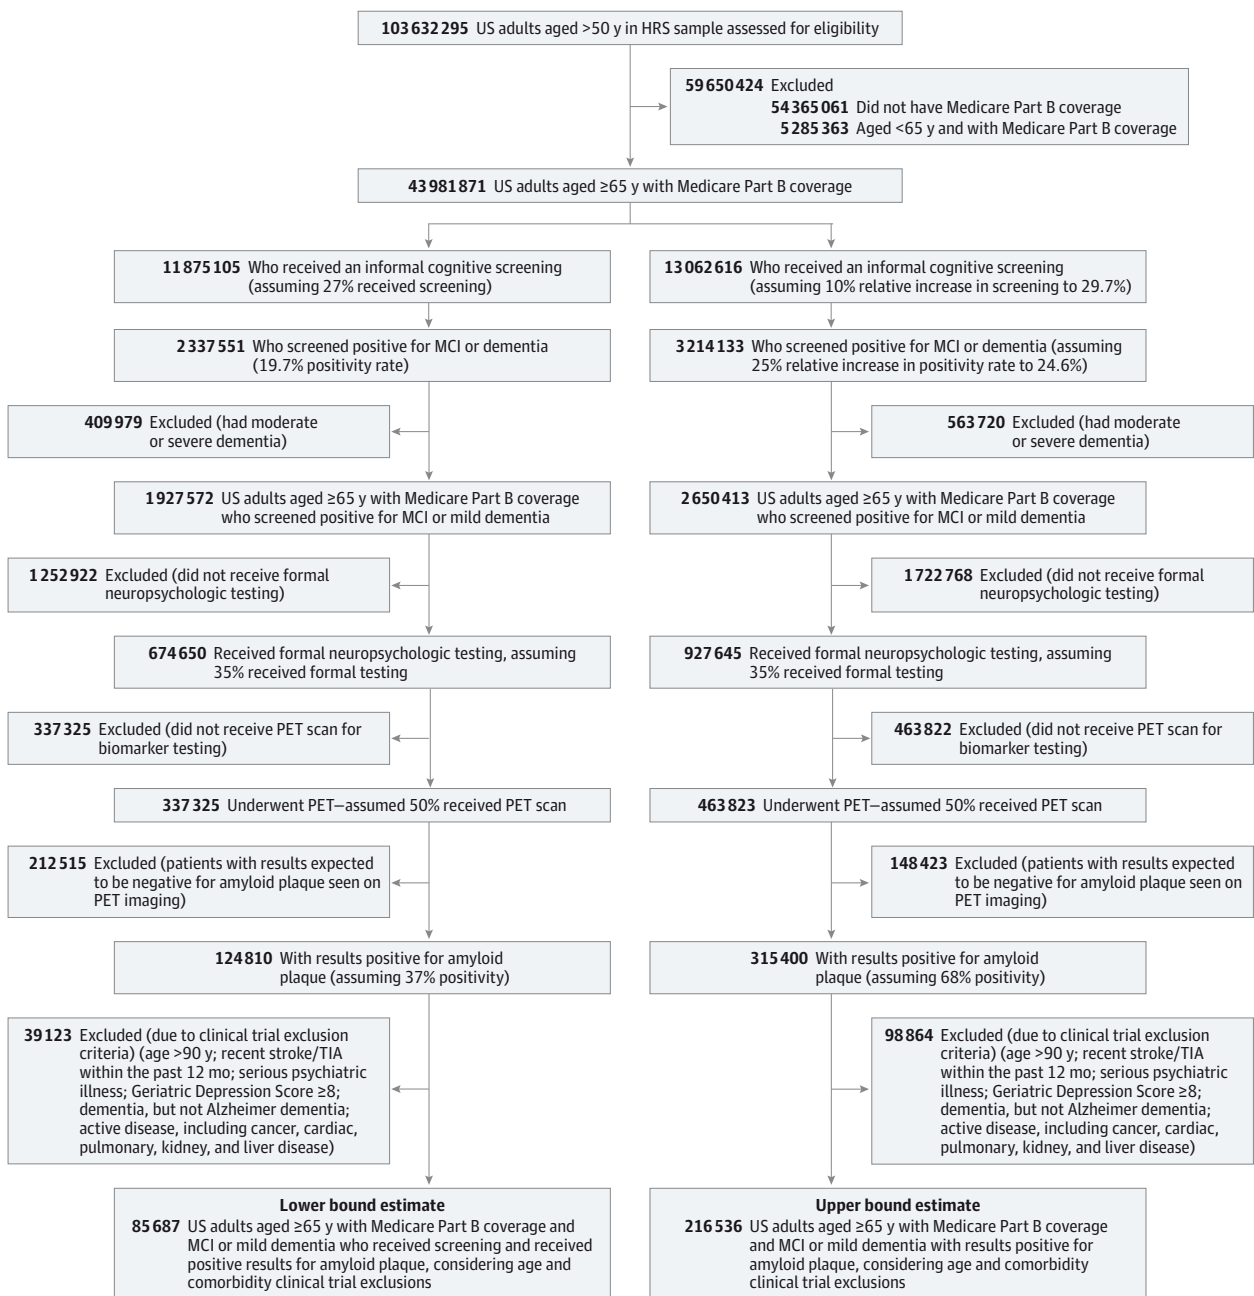 103 632 295 US adults aged >50 y in HRS sample assessed for eligibility
59 650 424 Excluded
54 365 061 Did not have Medicare Part B coverage
5 285 363 Aged <65 y and with Medicare Part B coverage
43 981 871 US adults aged ≥65 y with Medicare Part B coverage
11 875 105 Who received an informal cognitive screening
(assuming 27% received screening)
13 062 616 Who received an informal cognitive screening
(assuming 10% relative increase in screening to 29.7%)
2 337 551 Who screened positive for MCI or dementia
(19.7% positivity rate)
3 214 133 Who screened positive for MCI or dementia (assuming
25% relative increase in positivity rate to 24.6%)
409 979 Excluded (had moderate
or severe dementia)
563 720 Excluded (had moderate
or severe dementia)
1 927 572 US adults aged ≥65 y with Medicare Part B coverage
who screened positive for MCI or mild dementia
2 650 413 US adults aged ≥65 y with Medicare Part B coverage
who screened positive for MCI or mild dementia
1 252 922 Excluded (did not receive formal
neuropsychologic testing)
1 722 768 Excluded (did not receive formal
neuropsychologic testing)
674 650 Received formal neuropsychologic testing, assuming
35% received formal testing
927 645 Received formal neuropsychologic testing, assuming
35% received formal testing
337 325 Excluded (did not receive PET scan for
biomarker testing)
463 822 Excluded (did not receive PET scan for
biomarker testing)
337 325 Underwent PET—assumed 50% received PET scan
463 823 Underwent PET—assumed 50% received PET scan
212 515 Excluded (patients with results expected
to be negative for amyloid plaque seen on
PET imaging)
148 423 Excluded (patients with results expected
to be negative for amyloid plaque seen on
PET imaging)
124 810 With results positive for amyloid
plaque (assuming 37% positivity)
315 400 With results positive for amyloid
plaque (assuming 68% positivity)
39 123 Excluded (due to clinical trial exclusion
criteria) (age >90 y; recent stroke/TIA
within the past 12 mo; serious psychiatric
illness; Geriatric Depression Score ≥8;
dementia, but not Alzheimer dementia;
active disease, including cancer, cardiac,
pulmonary, kidney, and liver disease)
98 864 Excluded (due to clinical trial exclusion
criteria) (age >90 y; recent stroke/TIA
within the past 12 mo; serious psychiatric
illness; Geriatric Depression Score ≥8;
dementia, but not Alzheimer dementia;
active disease, including cancer, cardiac,
pulmonary, kidney, and liver disease)
Lower bound estimate
85 687 US adults aged ≥65 y with Medicare Part B coverage and
MCI or mild dementia who received screening and received
positive results for amyloid plaque, considering age and
comorbidity clinical trial exclusions
Upper bound estimate
216 536 US adults aged ≥65 y with Medicare Part B coverage
and MCI or mild dementia with results positive for
amyloid plaque, considering age and comorbidity
clinical trial exclusions